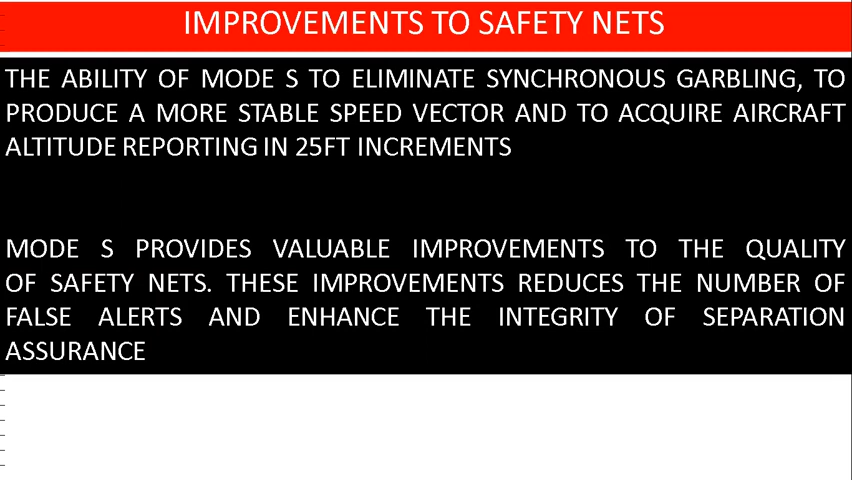 IMPROVEMENTS TO SAFETY NETS
THE ABILITY OF MODE S TO ELIMINATE SYNCHRONOUS GARBLING, TO
PRODUCE A MORE STABLE SPEED VECTOR AND TO ACQUIRE AIRCRAFT
ALTITUDE REPORTING IN 25FT INCREMENTS
MODE S PROVIDES VALUABLE IMPROVEMENTS TO THE QUALITY
OF SAFETY NETS. THESE IMPROVEMENTS REDUCES THE NUMBER OF
FALSE ALERTS AND ENHANCE THE INTEGRITY OF SEPARATION
ASSURANCE